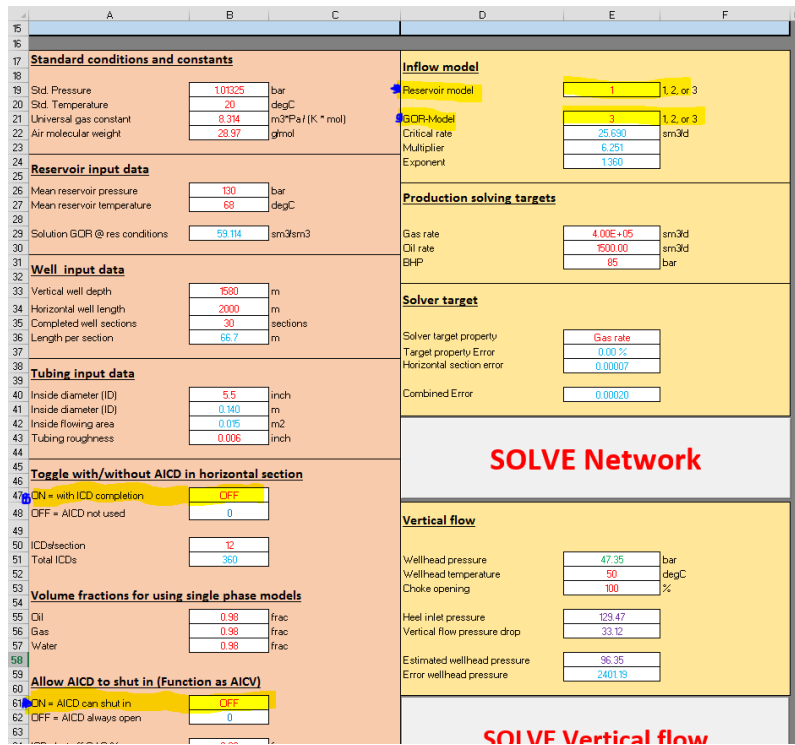 A B C D E F
15
16
17 Standard conditions and constants
Inflow model
18
19 Std. Pressure 1.01325 bar Reservoir model 1 1, 2, or 3
20 Std. Temperature 20 degC
21 Universal gas constant 8.314 m3*Pa/(K * mol) GOR-Model 3 1, 2, or 3
22 Air molecular weight 28.97 g/mol Critical rate 25.690 sm3/d
23 Multiplier 6.251
24 Exponent 1.360
25 Reservoir input data
26 Mean reservoir pressure 130 bar Production solving targets
27 Mean reservoir temperature 68 degC
28
29 Solution GOR @ res conditions 59.114 sm3/sm3 Gas rate 4.00E+05 sm3/d
30 Oil rate 1500.00 sm3/d
31 BHP 85 bar
32 Well input data
33 Vertical well depth 1580 m Solver target
34 Horizontal well length 2000 m
35 Completed well sections 30 sections
36 Length per section 66.7 m Solver target property Gas rate
37 Target property Error 0.00 %
38 Horizontal section error 0.00007
39 Tubing input data
40 Inside diameter (ID) 5.5 inch Combined Error 0.00020
41 Inside diameter (ID) 0.140 m
42 Inside flowing area 0.015 m2
43 Tubing roughness 0.006 inch
44 SOLVE Network
45
46 Toggle with/without AICD in horizontal section
47 ON = with ICD completion OFF
48 OFF = AICD not used 0 Vertical flow
49
50 ICDs/section 12
51 Total ICDs 360 Wellhead pressure 47.35 bar
52 Wellhead temperature 50 degC
53 Choke opening 100 %
54 Volume fractions for using single phase models
55 Oil 0.98 frac Heel inlet pressure 129.47
56 Gas 0.98 frac Vertical flow pressure drop 33.12
57 Water 0.98 frac
58 Estimated wellhead pressure 96.35
59 Error wellhead pressure 2401.19
60 Allow AICD to shut in (Function as AICV)
61 ON = AICD can shut in OFF
62 OFF = AICD always open 0
63 SOLVE Vertical flow